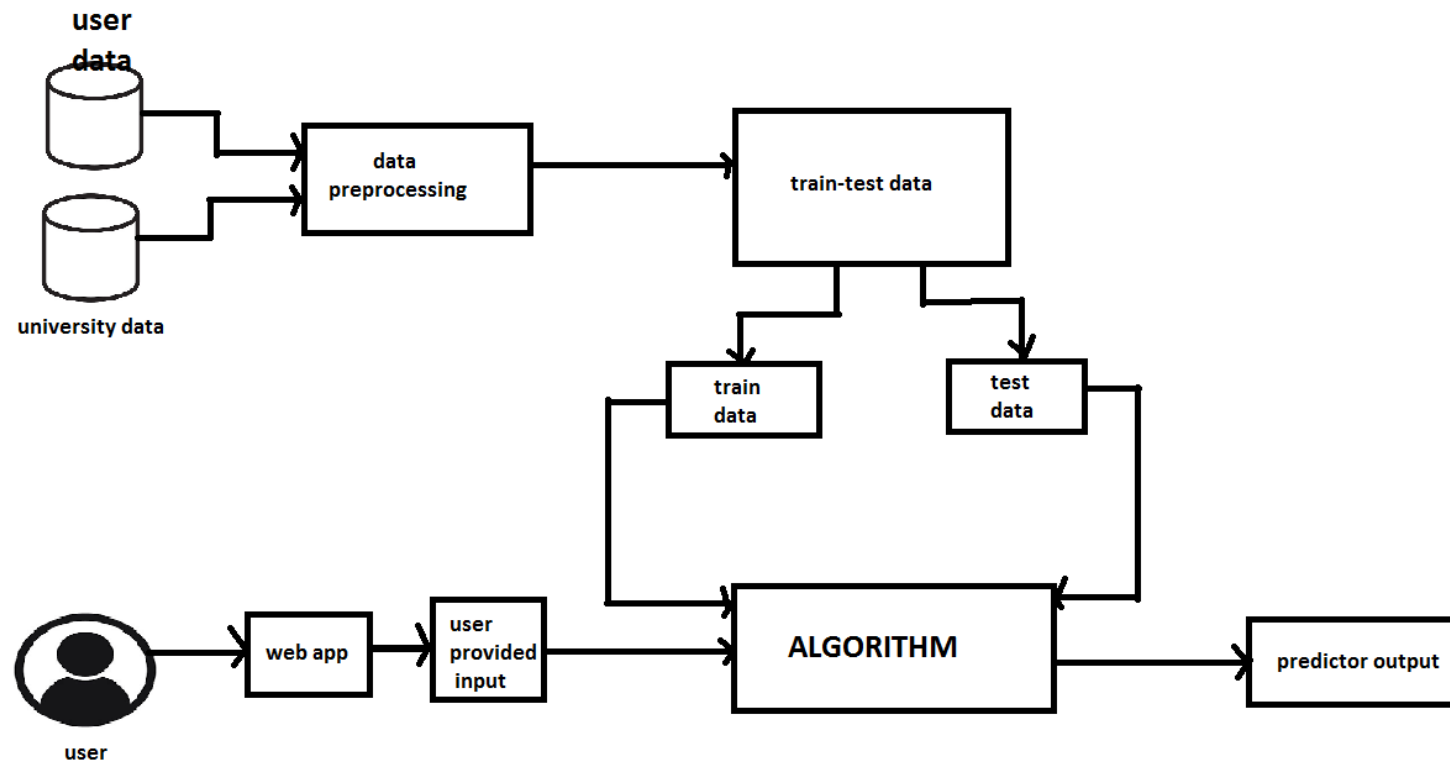 user
data
data
preprocessing
train-test data
university data
train
data
test
data
user
provided
input
web app
ALGORITHM
predictor output
user